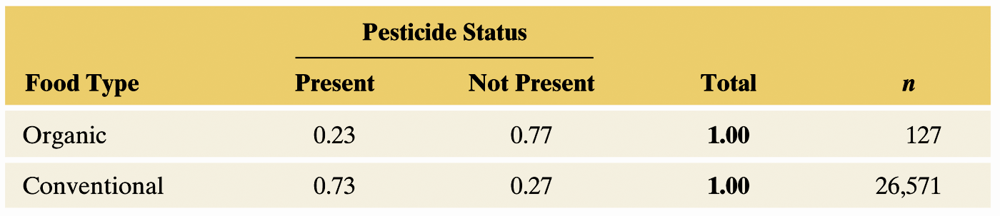 Pesticide Status
Food Type Present Not Present Total n
Organic 0.23 0.77 1.00 127
Conventional 0.73 0.27 1.00 26,571